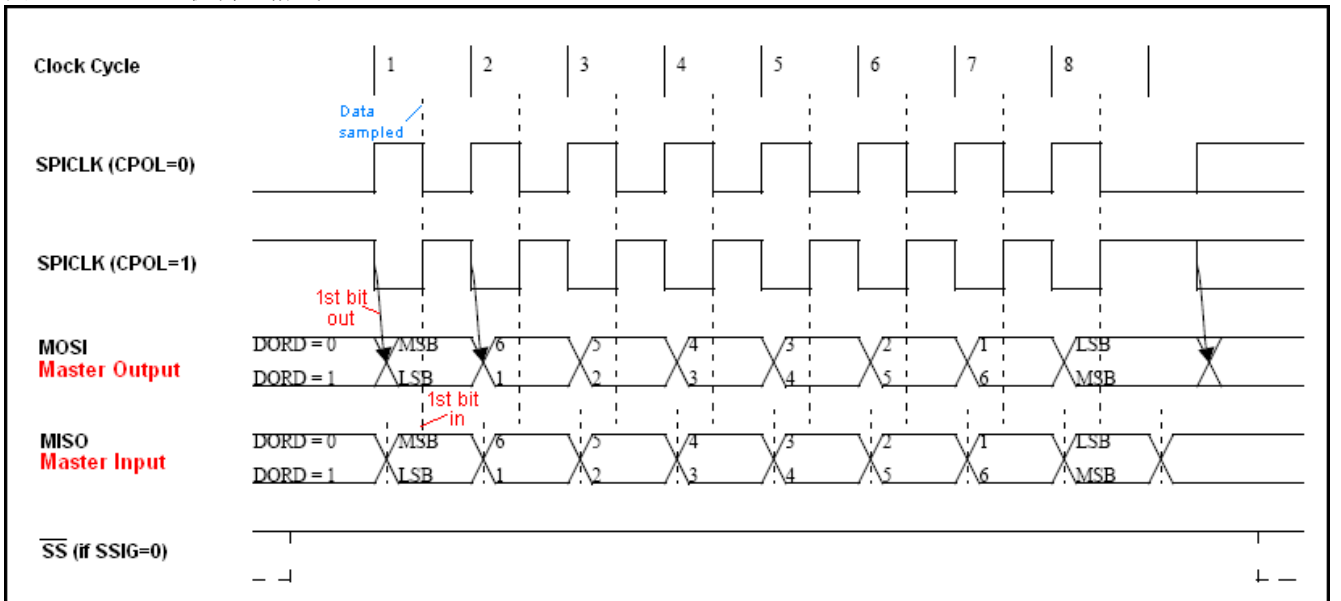 Clock Cycle 1 2 3 4 5 6 7 8
Data
sampled
SPICLK (CPOL=0)
SPICLK (CPOL=1)
1st bit
out
DORD = 0 MSB 6 5 4 3 2 1 LSB
MOSI
Master Output
DORD = 1 LSB 1 2 3 4 5 6 MSB
1st bit
in
DORD = 0 MSB 6 5 4 3 2 1 LSB
MISO
Master Input
DORD = 1 LSB 1 2 3 4 5 6 MSB
SS (if SSIG=0)